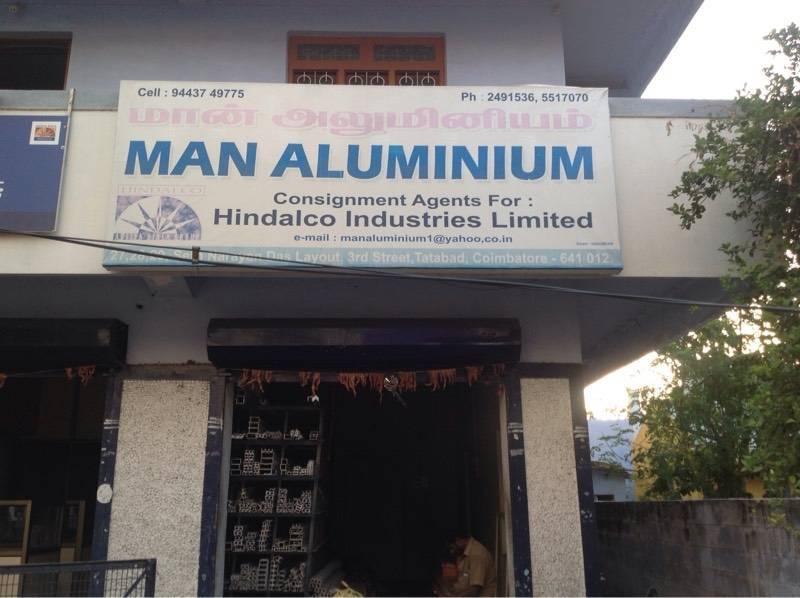 Cell : 94437 49775
Ph : 2491536, 5517070
மான் அலுமினியம்
MAN ALUMINIUM
HINDALCO
Consignment Agents For :
Hindalco Industries Limited
e-mail : manaluminium1@yahoo.co.in
Narayan Das Layout, 3rd Street,Tatabad, Coimbatore - 641 012.